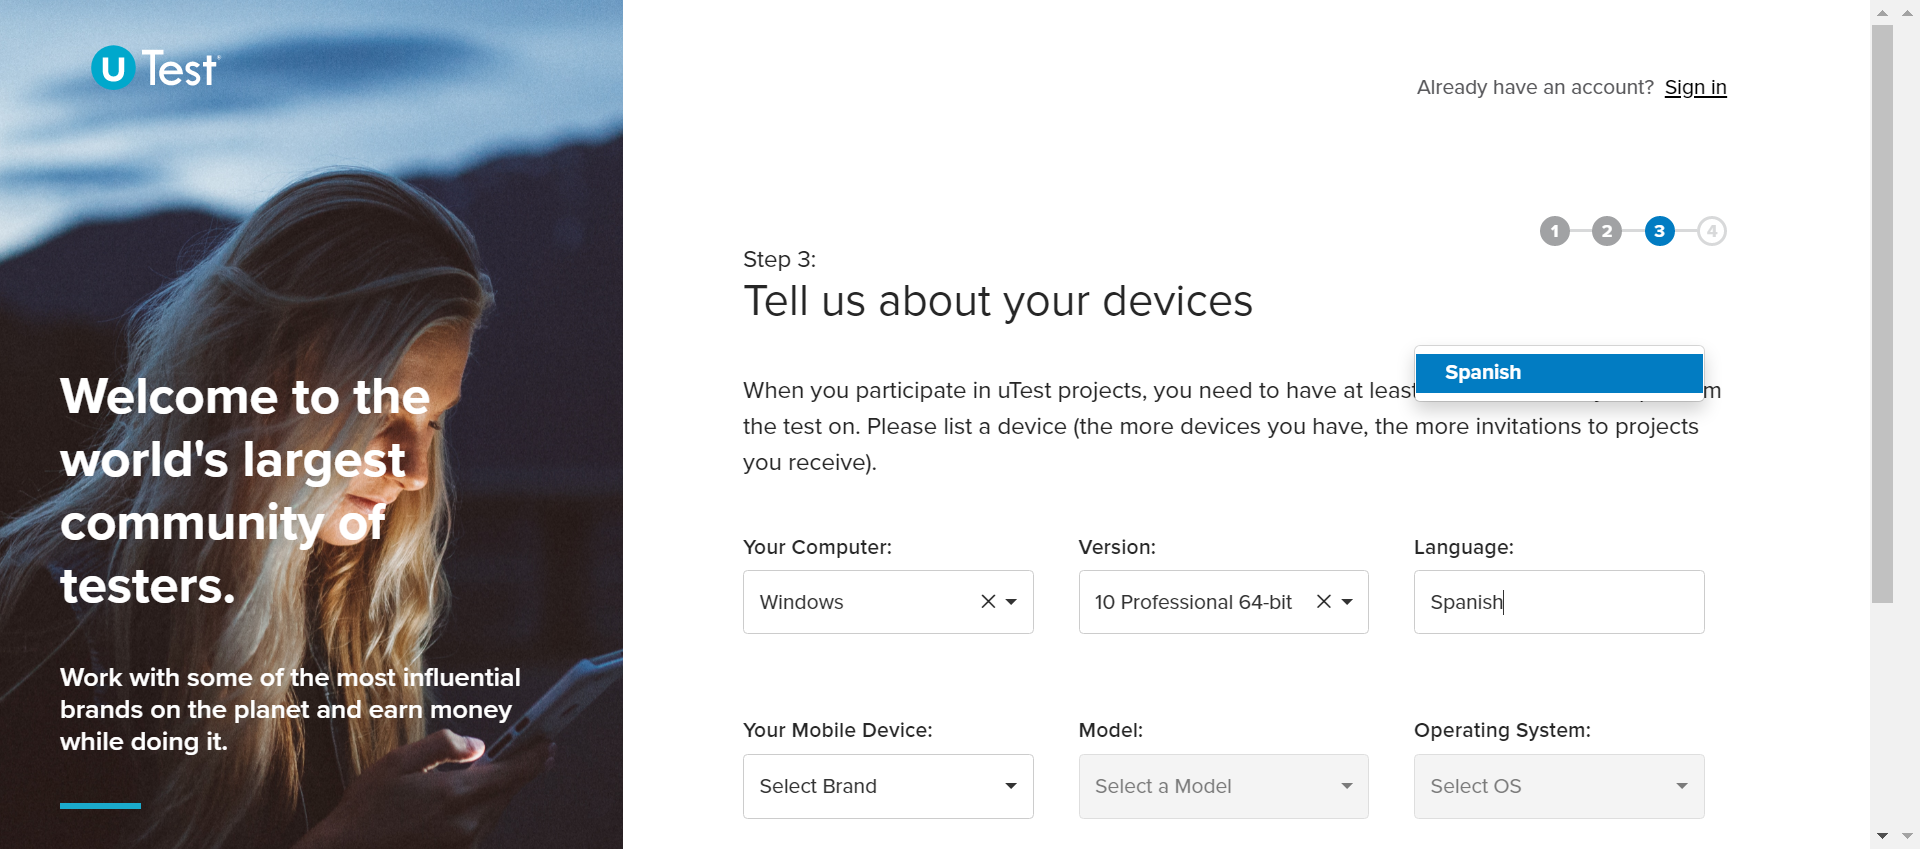 u Test
Welcome to the
world's largest
community of
testers.
Work with some of the most influential
brands on the planet and earn money
while doing it.
Already have an account? Sign in
1 2 3 4
Step 3:
Tell us about your devices
Spanish
When you participate in uTest projects, you need to have at least m
the test on. Please list a device (the more devices you have, the more invitations to projects
you receive).
Your Computer: Version: Language:
Windows 10 Professional 64-bit Spanish
Your Mobile Device: Model: Operating System:
Select Brand Select a Model Select OS